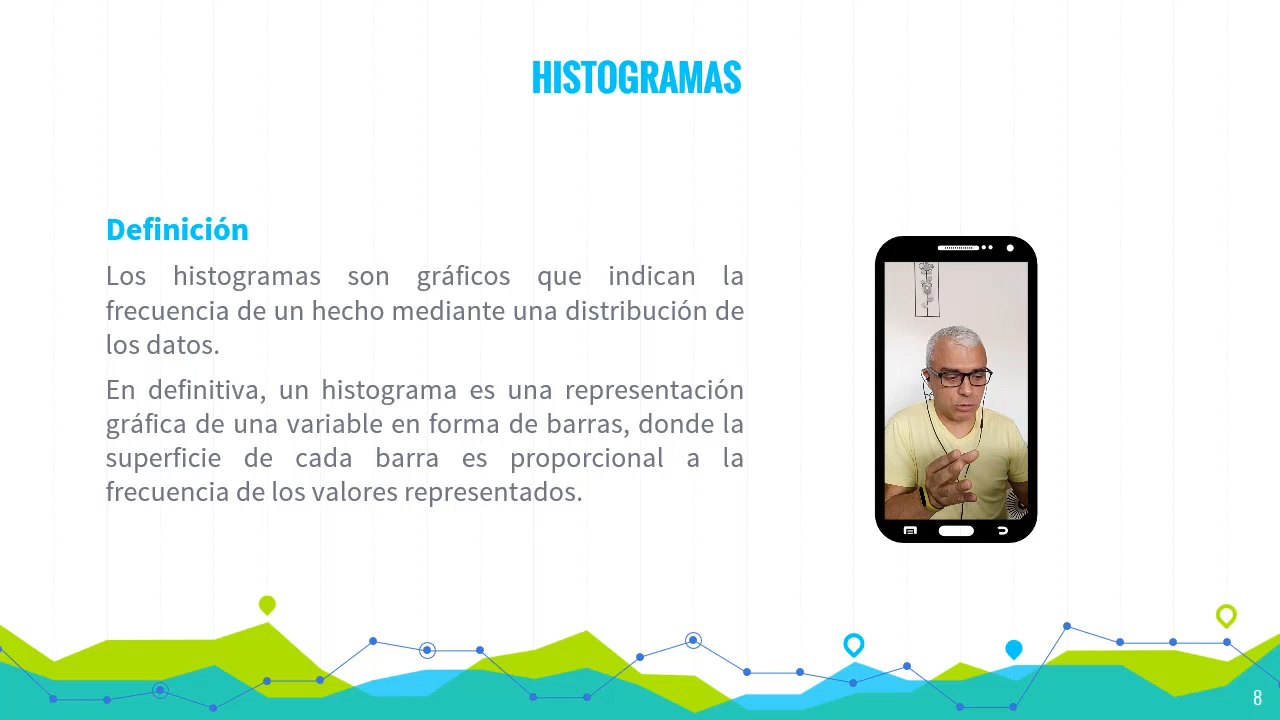 HISTOGRAMAS
Definición
Los histogramas son gráficos que indican la
frecuencia de un hecho mediante una distribución de
los datos.
En definitiva, un histograma es una representación
gráfica de una variable en forma de barras, donde la
superficie de cada barra es proporcional a la
frecuencia de los valores representados.
8